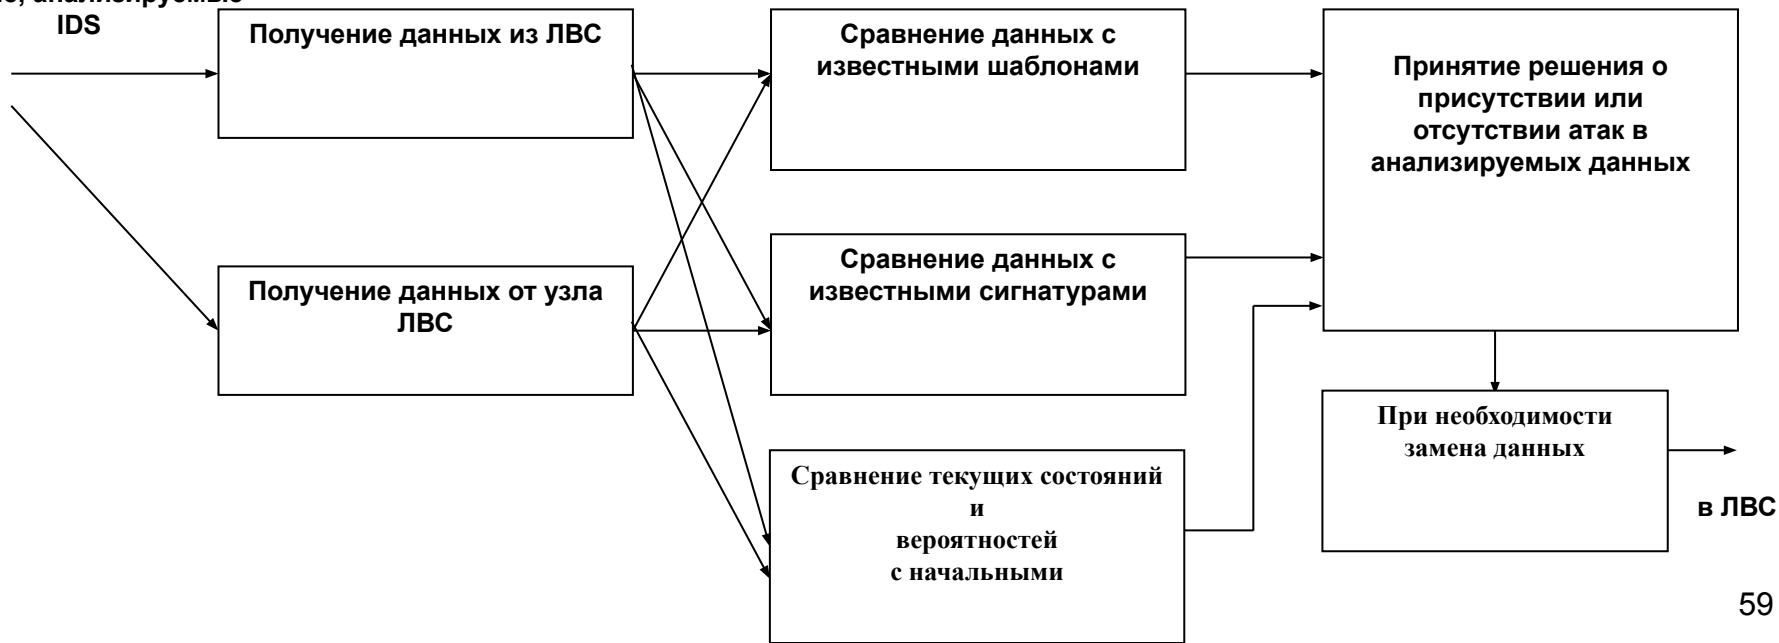 анализируемые
IDS
Получение данных из ЛВС
Получение данных от узла
ЛВС
Сравнение данных с
известными шаблонами
Сравнение данных с
известными сигнатурами
Сравнение текущих состояний
и
вероятностей
с начальными
Принятие решения о
присутствии или
отсутствии атак в
анализируемых данных
При необходимости
замена данных
в ЛВС
59